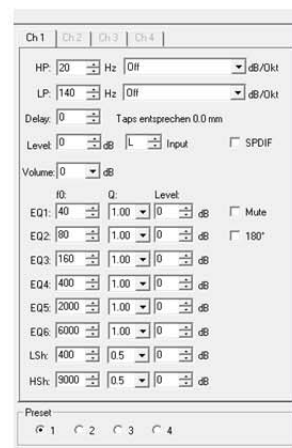 Ch 1 Ch 2 Ch 3 Ch 4
HP: 20 Hz Off dB/Okt
LP: 140 Hz Off dB/Okt
Delay: 0 Taps entsprechen 0.0 mm
Level: 0 dB L Input SPDIF
Volume: 0 dB
f0: Q: Level:
EQ1: 40 1.00 0 dB Mute
EQ2: 80 1.00 0 dB 180°
EQ3: 160 1.00 0 dB
EQ4: 400 1.00 0 dB
EQ5: 2000 1.00 0 dB
EQ6: 6000 1.00 0 dB
LSh: 400 0.5 0 dB
HSh: 9000 0.5 0 dB
Preset
1 2 3 4